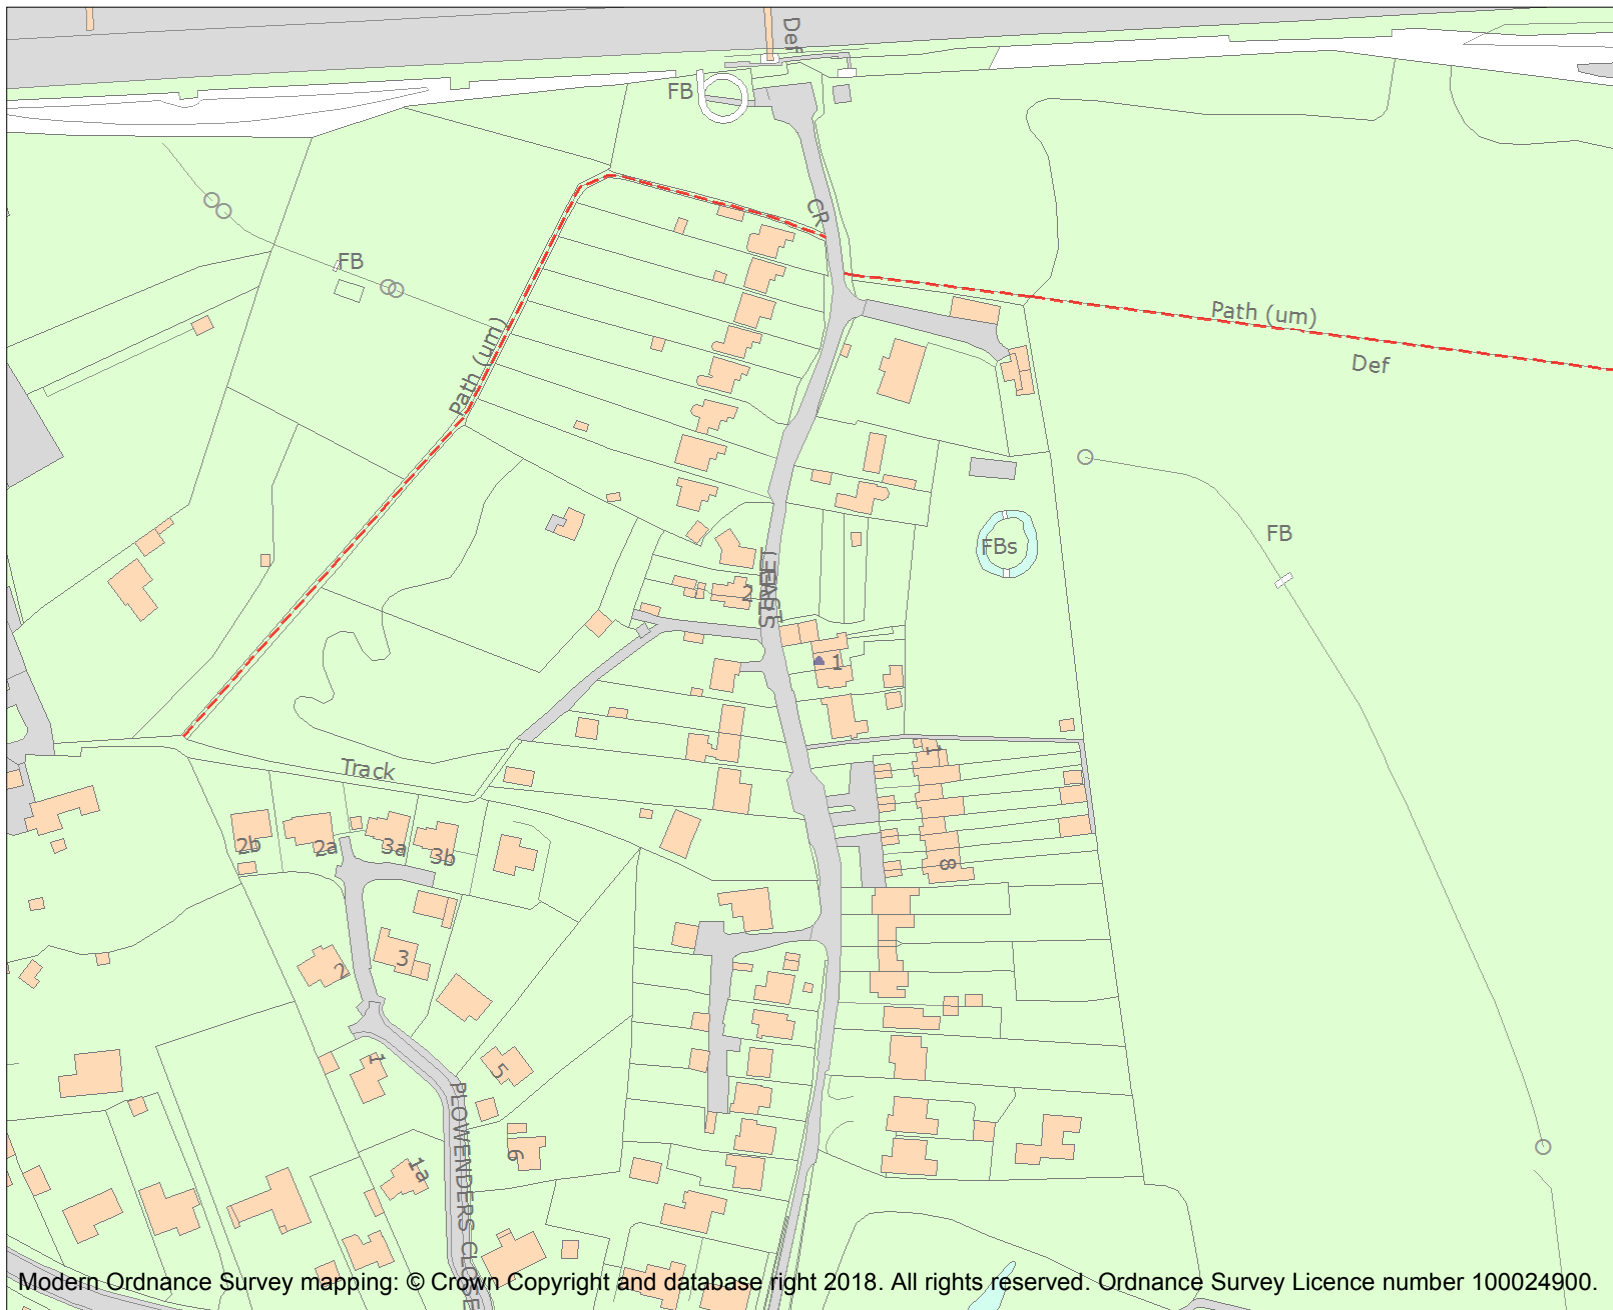 Def
FB
CR
FB
Path (um)
Path (um)
Def
FB
FBs
2
1
1
Track
2b
2a
3a
3b
8
3
2
1
5
6
1a
PLOWENDERS CLOSE
Modern Ordnance Survey mapping: © Crown Copyright and database right 2018. All rights reserved. Ordnance Survey Licence number 100024900.